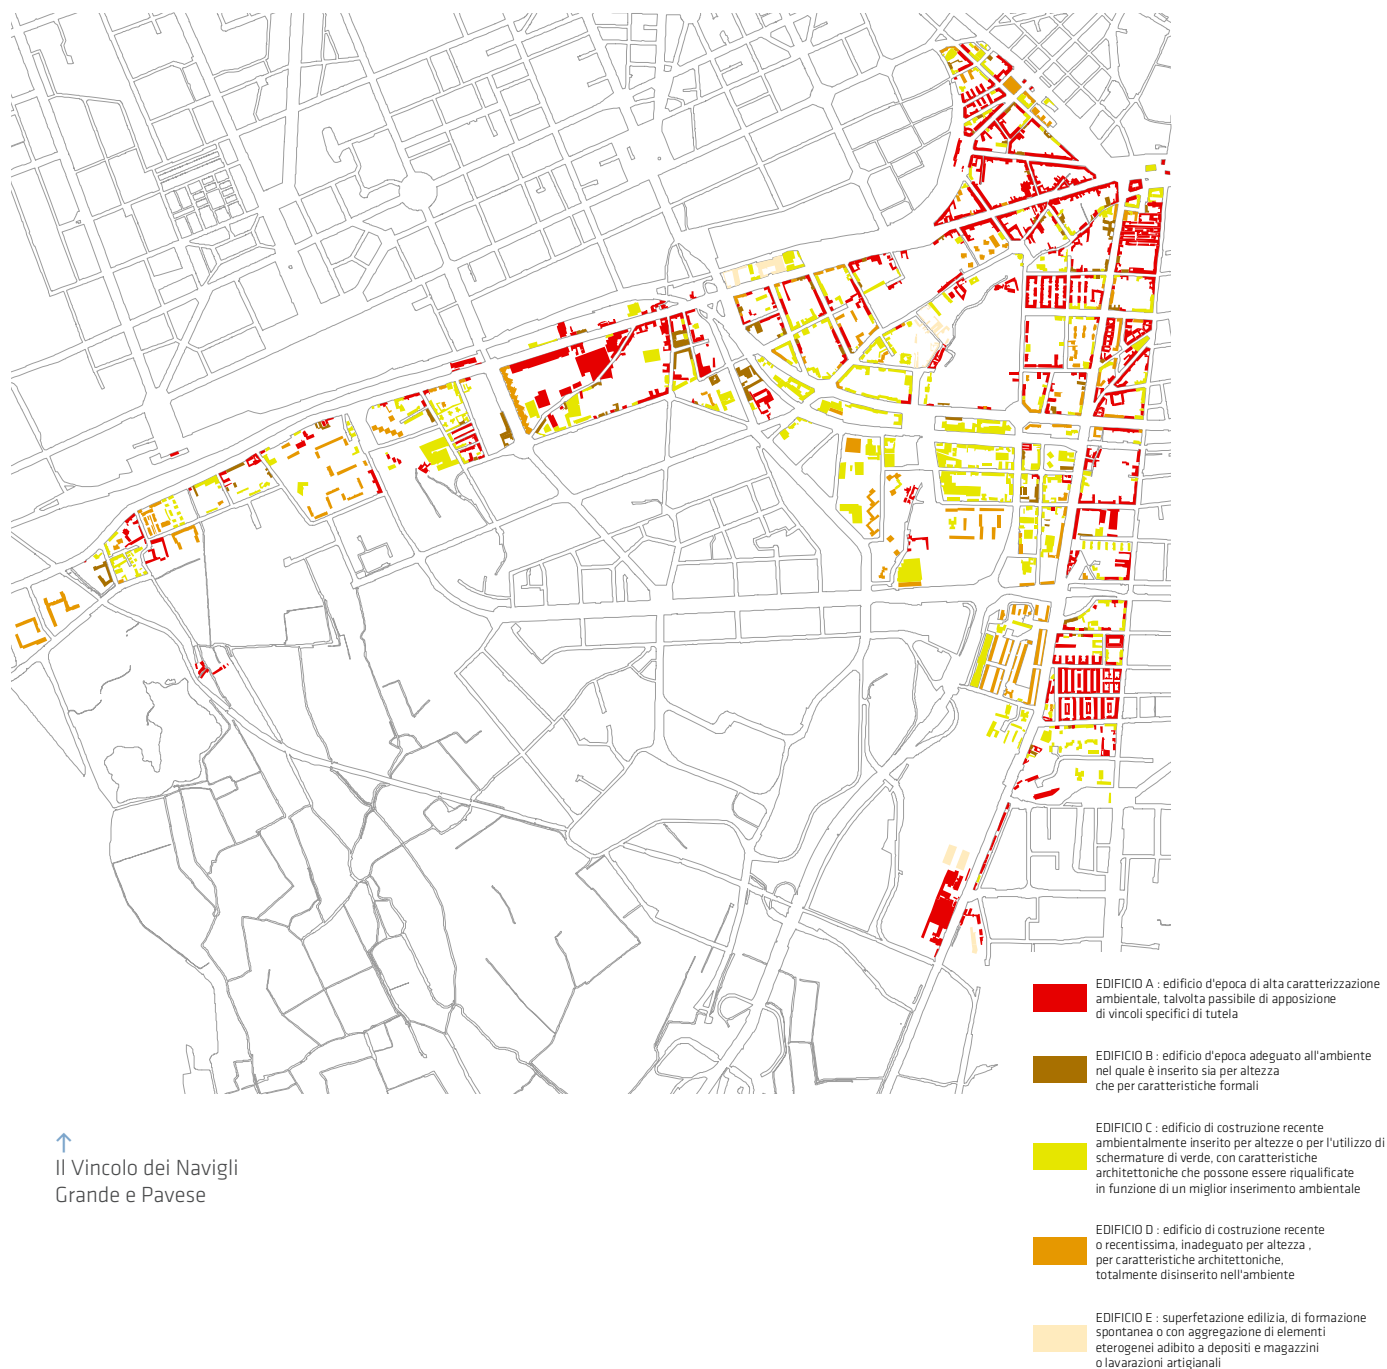 EDIFICIO A : edificio d'epoca di alta caratterizzazione
ambientale, talvolta passibile di apposizione
di vincoli specifici di tutela
EDIFICIO B : edificio d'epoca adeguato all'ambiente
nel quale è inserito sia per altezza
che per caratteristiche formali
EDIFICIO C : edificio di costruzione recente
ambientalmente inserito per altezze o per l'utilizzo di
schermature di verde, con caratteristiche
architettoniche che possone essere riqualificate
in funzione di un miglior inserimento ambientale
EDIFICIO D : edificio di costruzione recente
o recentissima, inadeguato per altezza ,
per caratteristiche architettoniche,
totalmente disinserito nell'ambiente
EDIFICIO E : superfetazione edilizia, di formazione
spontanea o con aggregazione di elementi
eterogenei adibito a depositi e magazzini
o lavarazioni artigianali
↑
Il Vincolo dei Navigli
Grande e Pavese